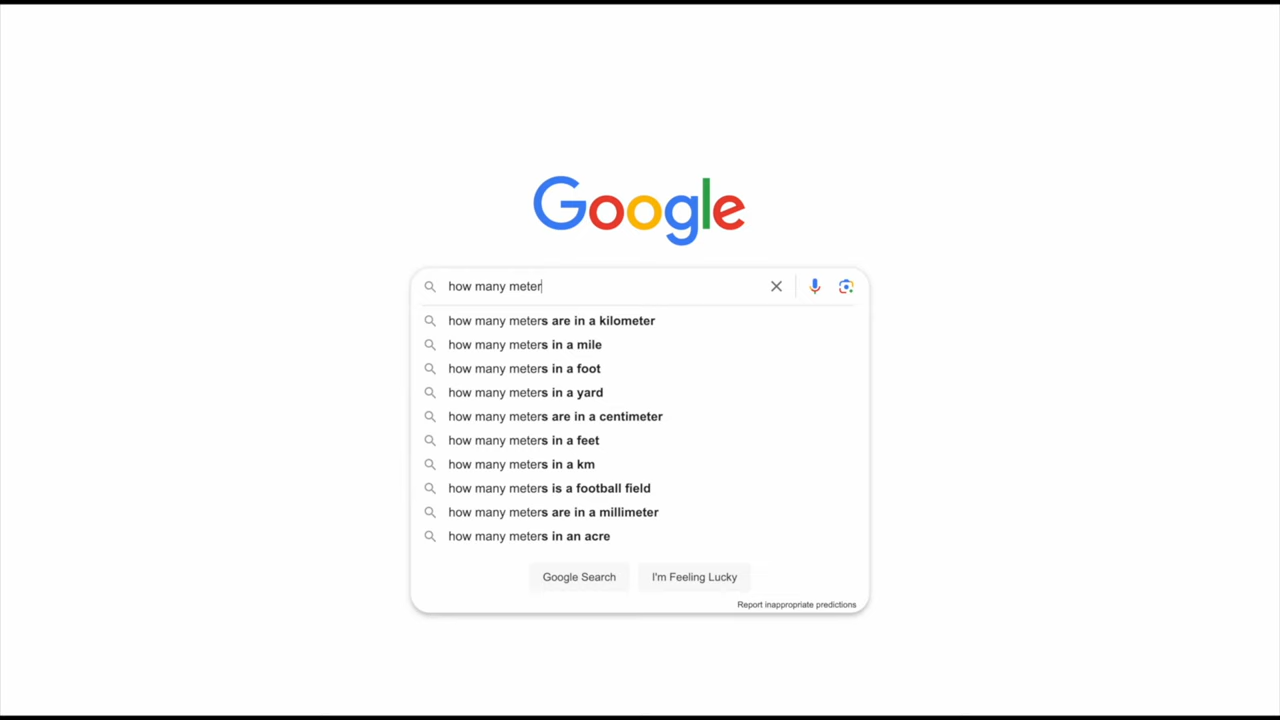 Google
how many meter
how many meters are in a kilometer
how many meters in a mile
how many meters in a foot
how many meters in a yard
how many meters are in a centimeter
how many meters in a feet
how many meters in a km
how many meters is a football field
how many meters are in a millimeter
how many meters in an acre
Google Search I'm Feeling Lucky
Report inappropriate predictions